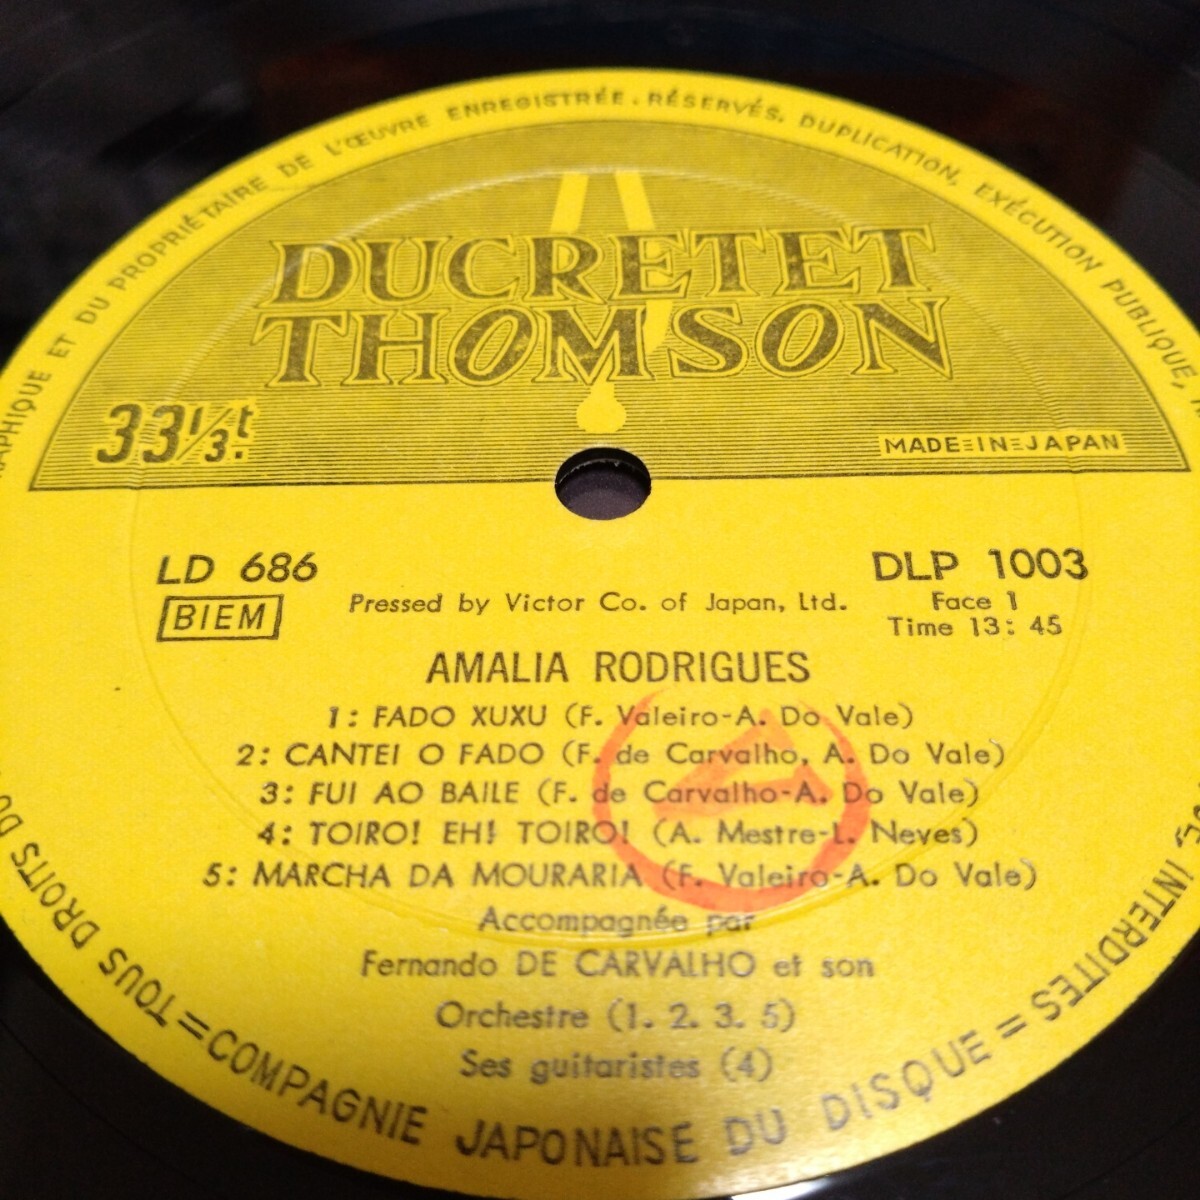 RAPHIQUE ET DU PROPRIÉTAIRE DE L'ŒUVRE ENREGISTRÉE. RÉSERVÉS. DUPLICATION, EXÉCUTION PUBLIQUE,
DUCRETET
THOMSON
33 1/3 t.
MADE=IN=JAPAN
LD 686
DLP 1003
BIEM
Pressed by Victor Co. of Japan, Ltd.
Face 1
Time 13: 45
AMALIA RODRIGUES
1: FADO XUXU (F. Valeiro-A. Do Vale)
2: CANTEI O FADO (F. de Carvalho, A. Do Vale)
3: FUI AO BAILE (F. de Carvalho-A. Do Vale)
4: TOIRO! EH! TOIRO! (A. Mestre-L. Neves)
5: MARCHA DA MOURARIA (F. Valeiro-A. Do Vale)
Accompagnée par
Fernando DE CARVALHO et son
Orchestre (1. 2. 3. 5)
Ses guitaristes (4)
TOUS DROITS DU
=COMPAGNIE JAPONAISE DU DISQUE=
INTERDITES